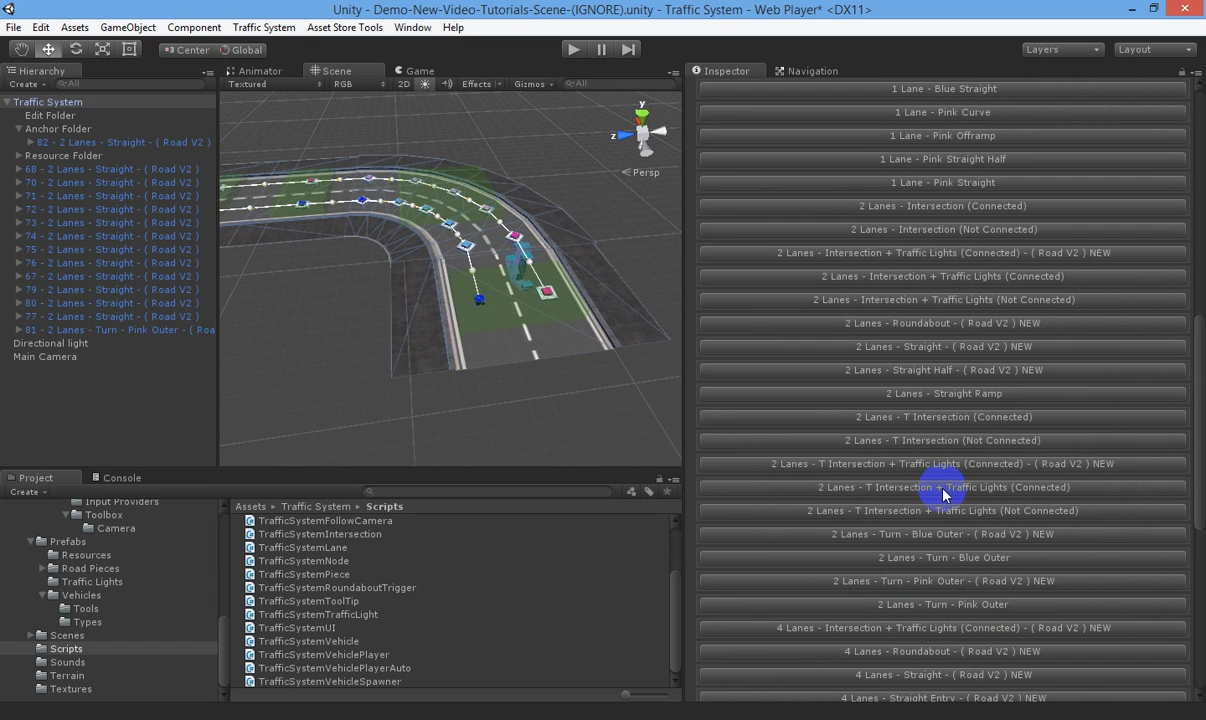 Unity - Demo-New-Video-Tutorials-Scene-(IGNORE).unity - Traffic System - Web Player* <DX11>
File Edit Assets GameObject Component Traffic System Asset Store Tools Window Help
Center Global Layers Layout
Hierarchy
Create All
Traffic System
Edit Folder
Anchor Folder
82 - 2 Lanes - Straight - ( Road V2 )
Resource Folder
68 - 2 Lanes - Straight - ( Road V2 )
70 - 2 Lanes - Straight - ( Road V2 )
71 - 2 Lanes - Straight - ( Road V2 )
72 - 2 Lanes - Straight - ( Road V2 )
73 - 2 Lanes - Straight - ( Road V2 )
74 - 2 Lanes - Straight - ( Road V2 )
75 - 2 Lanes - Straight - ( Road V2 )
76 - 2 Lanes - Straight - ( Road V2 )
67 - 2 Lanes - Straight - ( Road V2 )
79 - 2 Lanes - Straight - ( Road V2 )
80 - 2 Lanes - Straight - ( Road V2 )
77 - 2 Lanes - Straight - ( Road V2 )
81 - 2 Lanes - Turn - Pink Outer - ( Roa
Directional light
Main Camera
Animator Scene Game
Textured RGB 2D Effects Gizmos All
y
z
Persp
Inspector Navigation
1 Lane - Blue Straight
1 Lane - Pink Curve
1 Lane - Pink Offramp
1 Lane - Pink Straight Half
1 Lane - Pink Straight
2 Lanes - Intersection (Connected)
2 Lanes - Intersection (Not Connected)
2 Lanes - Intersection + Traffic Lights (Connected) - ( Road V2 ) NEW
2 Lanes - Intersection + Traffic Lights (Connected)
2 Lanes - Intersection + Traffic Lights (Not Connected)
2 Lanes - Roundabout - ( Road V2 ) NEW
2 Lanes - Straight - ( Road V2 ) NEW
2 Lanes - Straight Half - ( Road V2 ) NEW
2 Lanes - Straight Ramp
2 Lanes - T Intersection (Connected)
2 Lanes - T Intersection (Not Connected)
2 Lanes - T Intersection + Traffic Lights (Connected) - ( Road V2 ) NEW
2 Lanes - T Intersection + Traffic Lights (Connected)
2 Lanes - T Intersection + Traffic Lights (Not Connected)
2 Lanes - Turn - Blue Outer - ( Road V2 ) NEW
2 Lanes - Turn - Blue Outer
2 Lanes - Turn - Pink Outer - ( Road V2 ) NEW
2 Lanes - Turn - Pink Outer
4 Lanes - Intersection + Traffic Lights (Connected) - ( Road V2 ) NEW
4 Lanes - Roundabout - ( Road V2 ) NEW
4 Lanes - Straight - ( Road V2 ) NEW
4 Lanes - Straight Entry - ( Road V2 ) NEW
Project Console
Create
Input Providers
Toolbox
Camera
Prefabs
Resources
Road Pieces
Traffic Lights
Vehicles
Tools
Types
Scenes
Scripts
Sounds
Terrain
Textures
Assets Traffic System Scripts
TrafficSystemFollowCamera
TrafficSystemIntersection
TrafficSystemLane
TrafficSystemNode
TrafficSystemPiece
TrafficSystemRoundaboutTrigger
TrafficSystemToolTip
TrafficSystemTrafficLight
TrafficSystemUI
TrafficSystemVehicle
TrafficSystemVehiclePlayer
TrafficSystemVehiclePlayerAuto
TrafficSystemVehicleSpawner